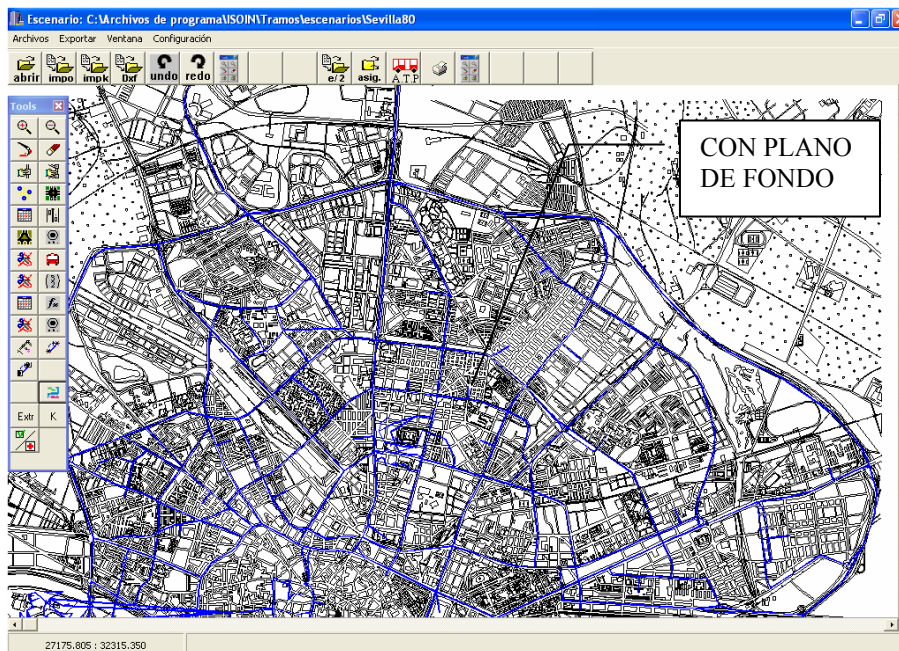 Escenario: C:\Archivos de programa\ISOIN\Tramos\escenarios\Sevilla80
Archivos Exportar Ventana Configuración
abrir impo impk Dxf undo redo e/2 asig. A.T.P
Tools
CON PLANO
DE FONDO
Extr K
27175.805 : 32315.350